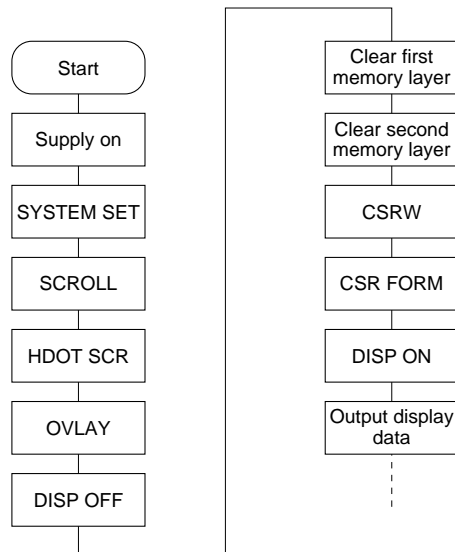 Start
Supply on
SYSTEM SET
SCROLL
HDOT SCR
OVLAY
DISP OFF
Clear first
memory layer
Clear second
memory layer
CSRW
CSR FORM
DISP ON
Output display
data